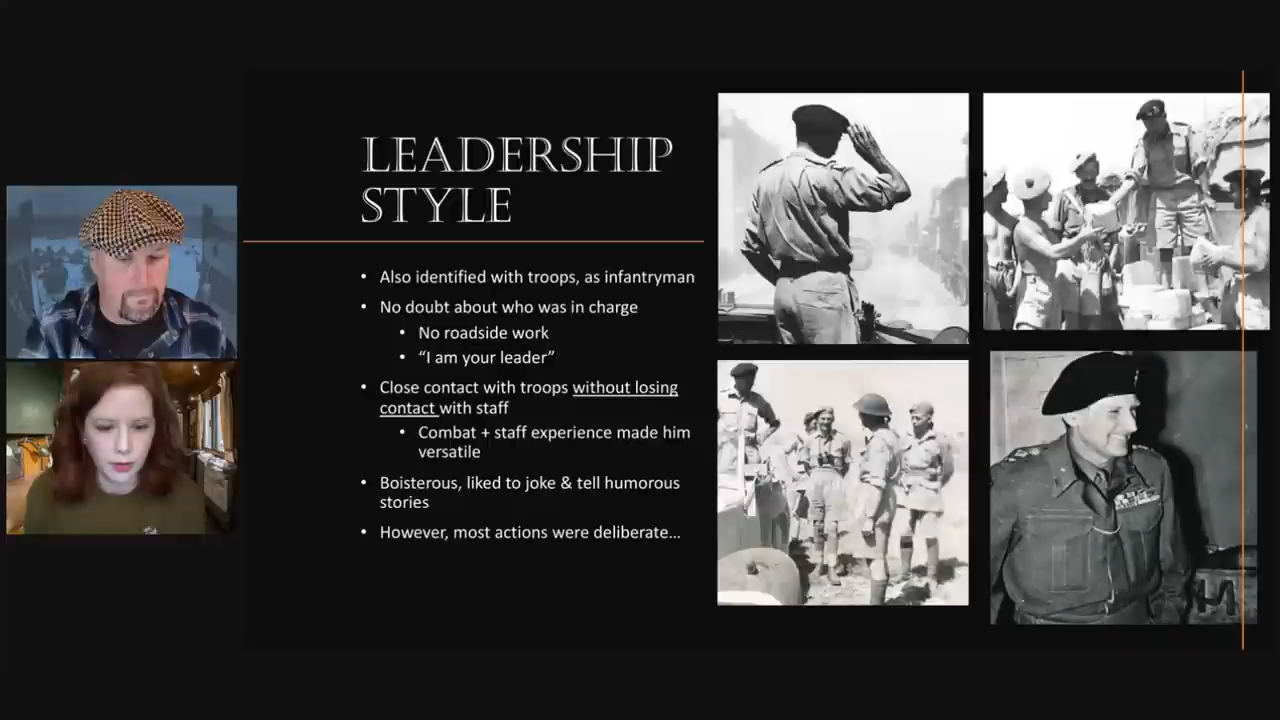 LEADERSHIP
STYLE
• Also identified with troops, as infantryman
• No doubt about who was in charge
• No roadside work
• “I am your leader”
• Close contact with troops without losing
contact with staff
• Combat + staff experience made him
versatile
• Boisterous, liked to joke & tell humorous
stories
• However, most actions were deliberate…